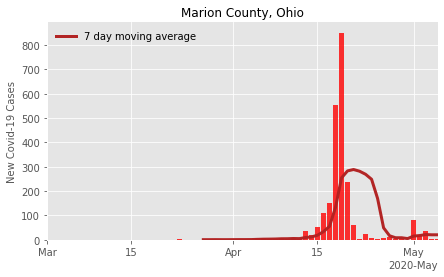 Marion County, Ohio
7 day moving average
New Covid-19 Cases
800
700
600
500
400
300
200
100
0
Mar
15
Apr
15
May
2020-May